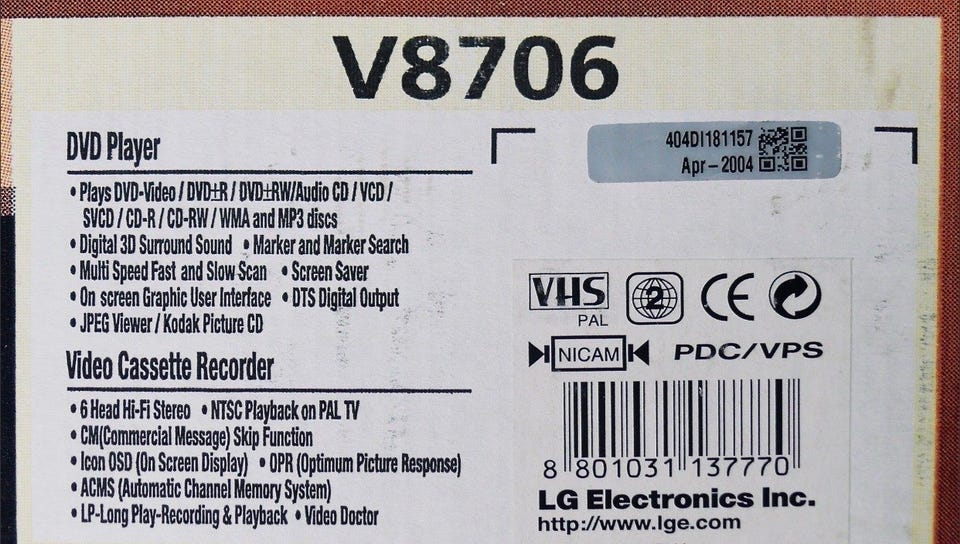 V8706
DVD Player
• Plays DVD-Video / DVD±R / DVD±RW/Audio CD / VCD /
SVCD / CD-R / CD-RW / WMA and MP3 discs
• Digital 3D Surround Sound • Marker and Marker Search
• Multi Speed Fast and Slow Scan • Screen Saver
• On screen Graphic User Interface • DTS Digital Output
• JPEG Viewer / Kodak Picture CD
Video Cassette Recorder
• 6 Head Hi-Fi Stereo • NTSC Playback on PAL TV
• CM(Commercial Message) Skip Function
• Icon OSD (On Screen Display) • OPR (Optimum Picture Response)
• ACMS (Automatic Channel Memory System)
• LP-Long Play-Recording & Playback • Video Doctor
404DI181157
Apr-2004
VHS 2 CE
PAL
NICAM PDC/VPS
8 801031 137770
LG Electronics Inc.
http://www.lge.com